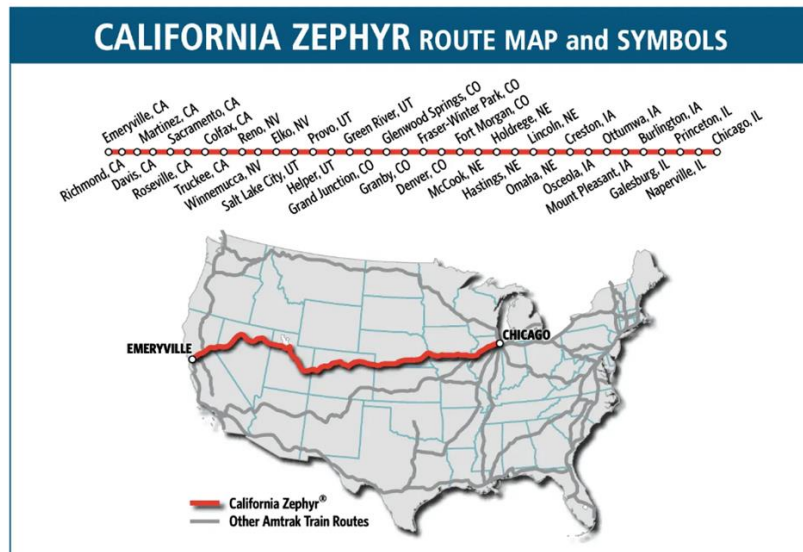 CALIFORNIA ZEPHYR ROUTE MAP and SYMBOLS
Emeryville, CA
Martinez, CA
Sacramento, CA
Colfax, CA
Reno, NV
Elko, NV
Provo, UT
Green River, UT
Glenwood Springs, CO
Fraser-Winter Park, CO
Fort Morgan, CO
Holdrege, NE
Lincoln, NE
Creston, IA
Ottumwa, IA
Burlington, IA
Princeton, IL
Chicago, IL
Richmond, CA
Davis, CA
Roseville, CA
Truckee, CA
Winnemucca, NV
Salt Lake City, UT
Helper, UT
Grand Junction, CO
Granby, CO
Denver, CO
McCook, NE
Hastings, NE
Omaha, NE
Osceola, IA
Mount Pleasant, IA
Galesburg, IL
Naperville, IL
EMERYVILLE
CHICAGO
California Zephyr®
Other Amtrak Train Routes